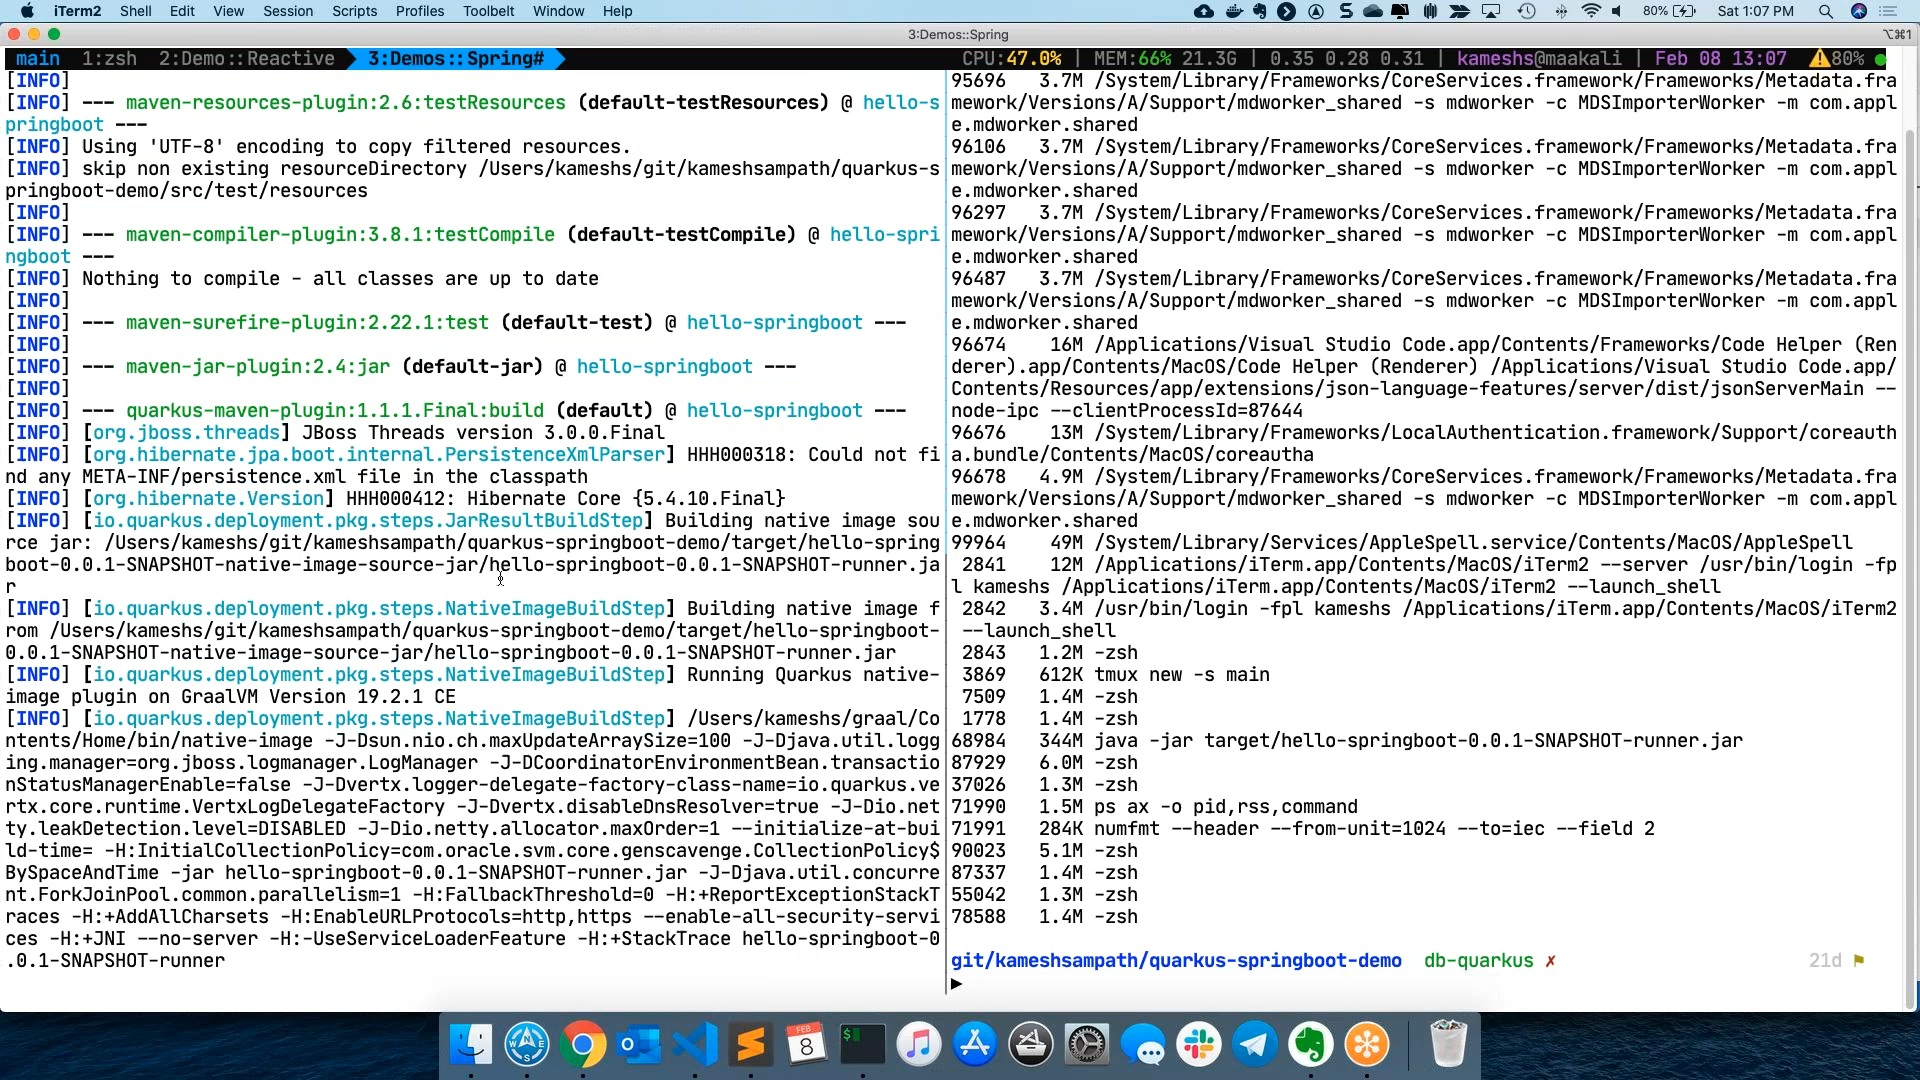 iTerm2 Shell Edit View Session Scripts Profiles Toolbelt Window Help 80% Sat 1:07 PM
3:Demos::Spring ⌥⌘1
main 1:zsh 2:Demo::Reactive 3:Demos::Spring# CPU:47.0% | MEM:66% 21.3G | 0.35 0.28 0.31 | kameshs@maakali | Feb 08 13:07 ⚠80% ●
[INFO]
[INFO] --- maven-resources-plugin:2.6:testResources (default-testResources) @ hello-s
pringboot ---
[INFO] Using 'UTF-8' encoding to copy filtered resources.
[INFO] skip non existing resourceDirectory /Users/kameshs/git/kameshsampath/quarkus-s
pringboot-demo/src/test/resources
[INFO]
[INFO] --- maven-compiler-plugin:3.8.1:testCompile (default-testCompile) @ hello-spri
ngboot ---
[INFO] Nothing to compile - all classes are up to date
[INFO]
[INFO] --- maven-surefire-plugin:2.22.1:test (default-test) @ hello-springboot ---
[INFO]
[INFO] --- maven-jar-plugin:2.4:jar (default-jar) @ hello-springboot ---
[INFO]
[INFO] --- quarkus-maven-plugin:1.1.1.Final:build (default) @ hello-springboot ---
[INFO] [org.jboss.threads] JBoss Threads version 3.0.0.Final
[INFO] [org.hibernate.jpa.boot.internal.PersistenceXmlParser] HHH000318: Could not fi
nd any META-INF/persistence.xml file in the classpath
[INFO] [org.hibernate.Version] HHH000412: Hibernate Core {5.4.10.Final}
[INFO] [io.quarkus.deployment.pkg.steps.JarResultBuildStep] Building native image sou
rce jar: /Users/kameshs/git/kameshsampath/quarkus-springboot-demo/target/hello-spring
boot-0.0.1-SNAPSHOT-native-image-source-jar/hello-springboot-0.0.1-SNAPSHOT-runner.ja
r
[INFO] [io.quarkus.deployment.pkg.steps.NativeImageBuildStep] Building native image f
rom /Users/kameshs/git/kameshsampath/quarkus-springboot-demo/target/hello-springboot-
0.0.1-SNAPSHOT-native-image-source-jar/hello-springboot-0.0.1-SNAPSHOT-runner.jar
[INFO] [io.quarkus.deployment.pkg.steps.NativeImageBuildStep] Running Quarkus native-
image plugin on GraalVM Version 19.2.1 CE
[INFO] [io.quarkus.deployment.pkg.steps.NativeImageBuildStep] /Users/kameshs/graal/Co
ntents/Home/bin/native-image -J-Dsun.nio.ch.maxUpdateArraySize=100 -J-Djava.util.logg
ing.manager=org.jboss.logmanager.LogManager -J-DCoordinatorEnvironmentBean.transactio
nStatusManagerEnable=false -J-Dvertx.logger-delegate-factory-class-name=io.quarkus.ve
rtx.core.runtime.VertxLogDelegateFactory -J-Dvertx.disableDnsResolver=true -J-Dio.net
ty.leakDetection.level=DISABLED -J-Dio.netty.allocator.maxOrder=1 --initialize-at-bui
ld-time= -H:InitialCollectionPolicy=com.oracle.svm.core.genscavenge.CollectionPolicy$
BySpaceAndTime -jar hello-springboot-0.0.1-SNAPSHOT-runner.jar -J-Djava.util.concurre
nt.ForkJoinPool.common.parallelism=1 -H:FallbackThreshold=0 -H:+ReportExceptionStackT
races -H:+AddAllCharsets -H:EnableURLProtocols=http,https --enable-all-security-servi
ces -H:+JNI --no-server -H:-UseServiceLoaderFeature -H:+StackTrace hello-springboot-0
.0.1-SNAPSHOT-runner
95696 3.7M /System/Library/Frameworks/CoreServices.framework/Frameworks/Metadata.fra
mework/Versions/A/Support/mdworker_shared -s mdworker -c MDSImporterWorker -m com.appl
e.mdworker.shared
96106 3.7M /System/Library/Frameworks/CoreServices.framework/Frameworks/Metadata.fra
mework/Versions/A/Support/mdworker_shared -s mdworker -c MDSImporterWorker -m com.appl
e.mdworker.shared
96297 3.7M /System/Library/Frameworks/CoreServices.framework/Frameworks/Metadata.fra
mework/Versions/A/Support/mdworker_shared -s mdworker -c MDSImporterWorker -m com.appl
e.mdworker.shared
96487 3.7M /System/Library/Frameworks/CoreServices.framework/Frameworks/Metadata.fra
mework/Versions/A/Support/mdworker_shared -s mdworker -c MDSImporterWorker -m com.appl
e.mdworker.shared
96674 16M /Applications/Visual Studio Code.app/Contents/Frameworks/Code Helper (Ren
derer).app/Contents/MacOS/Code Helper (Renderer) /Applications/Visual Studio Code.app/
Contents/Resources/app/extensions/json-language-features/server/dist/jsonServerMain --
node-ipc --clientProcessId=87644
96676 13M /System/Library/Frameworks/LocalAuthentication.framework/Support/coreauth
a.bundle/Contents/MacOS/coreautha
96678 4.9M /System/Library/Frameworks/CoreServices.framework/Frameworks/Metadata.fra
mework/Versions/A/Support/mdworker_shared -s mdworker -c MDSImporterWorker -m com.appl
e.mdworker.shared
99964 49M /System/Library/Services/AppleSpell.service/Contents/MacOS/AppleSpell
2841 12M /Applications/iTerm.app/Contents/MacOS/iTerm2 --server /usr/bin/login -fp
l kameshs /Applications/iTerm.app/Contents/MacOS/iTerm2 --launch_shell
2842 3.4M /usr/bin/login -fpl kameshs /Applications/iTerm.app/Contents/MacOS/iTerm2
--launch_shell
2843 1.2M -zsh
3869 612K tmux new -s main
7509 1.4M -zsh
1778 1.4M -zsh
68984 344M java -jar target/hello-springboot-0.0.1-SNAPSHOT-runner.jar
87929 6.0M -zsh
37026 1.3M -zsh
71990 1.5M ps ax -o pid,rss,command
71991 284K numfmt --header --from-unit=1024 --to=iec --field 2
90023 5.1M -zsh
87337 1.4M -zsh
55042 1.3M -zsh
78588 1.4M -zsh
git/kameshsampath/quarkus-springboot-demo db-quarkus ✗ 21d ⚑
▶
FEB
8